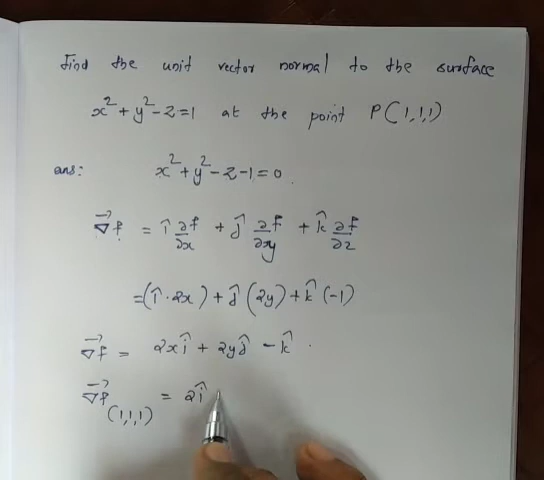 Find the unit vector normal to the surface
x² + y² - z = 1 at the point P(1,1,1)
ans: x² + y² - z - 1 = 0.
∇⃗f = î ∂f/∂x + ĵ ∂f/∂y + k̂ ∂f/∂z
= (î · 2x) + ĵ (2y) + k̂ (-1)
∇⃗f = 2xî + 2yĵ - k̂ .
∇⃗f (1,1,1) = 2î